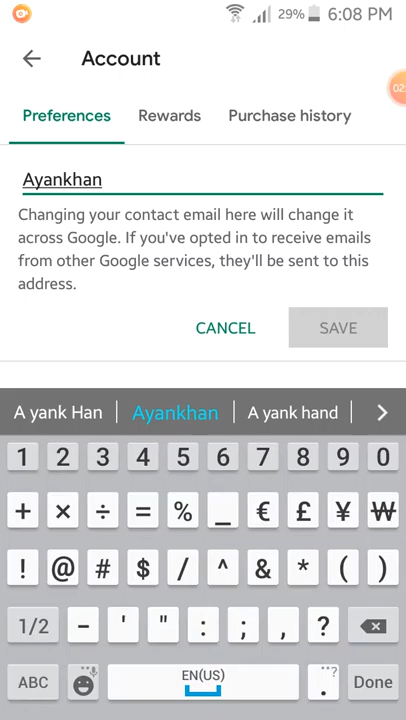 29% 6:08 PM
Account
02
Preferences Rewards Purchase history
Ayankhan
Changing your contact email here will change it
across Google. If you've opted in to receive emails
from other Google services, they'll be sent to this
address.
CANCEL SAVE
A yank Han Ayankhan A yank hand
1 2 3 4 5 6 7 8 9 0
+ × ÷ = % _ € £ ¥ ₩
! @ # $ / ^ & * ( )
1/2 - ' " : ; , ?
ABC EN(US) . Done